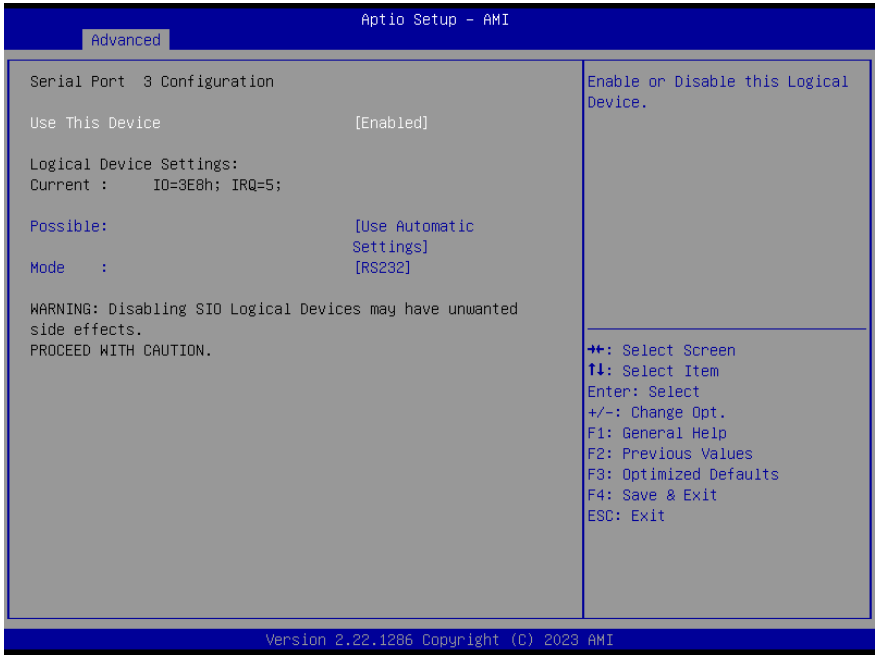 Aptio Setup – AMI
Advanced
Serial Port  3 Configuration
Use This Device [Enabled]
Logical Device Settings:
Current :  IO=3E8h; IRQ=5;
Possible: [Use Automatic
Settings]
Mode : [RS232]
WARNING: Disabling SIO Logical Devices may have unwanted
side effects.
PROCEED WITH CAUTION.
Enable or Disable this Logical
Device.
→←: Select Screen
↑↓: Select Item
Enter: Select
+/-: Change Opt.
F1: General Help
F2: Previous Values
F3: Optimized Defaults
F4: Save & Exit
ESC: Exit
Version 2.22.1286 Copyright (C) 2023 AMI